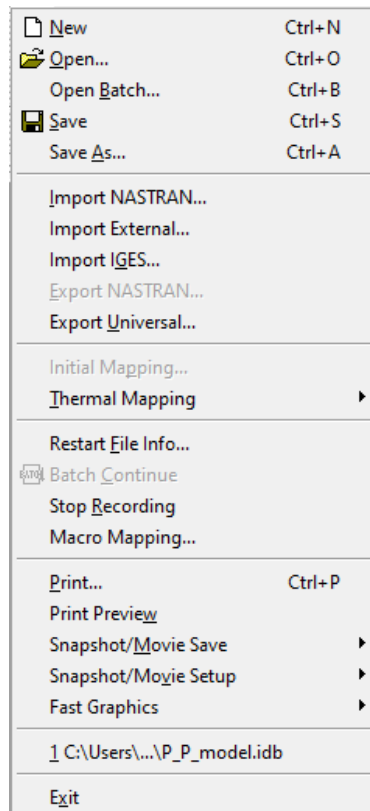 New Ctrl+N
Open... Ctrl+O
Open Batch... Ctrl+B
Save Ctrl+S
Save As... Ctrl+A
Import NASTRAN...
Import External...
Import IGES...
Export NASTRAN...
Export Universal...
Initial Mapping...
Thermal Mapping
Restart File Info...
Batch Continue
Stop Recording
Macro Mapping...
Print... Ctrl+P
Print Preview
Snapshot/Movie Save
Snapshot/Movie Setup
Fast Graphics
1 C:\Users\...\P_P_model.idb
Exit